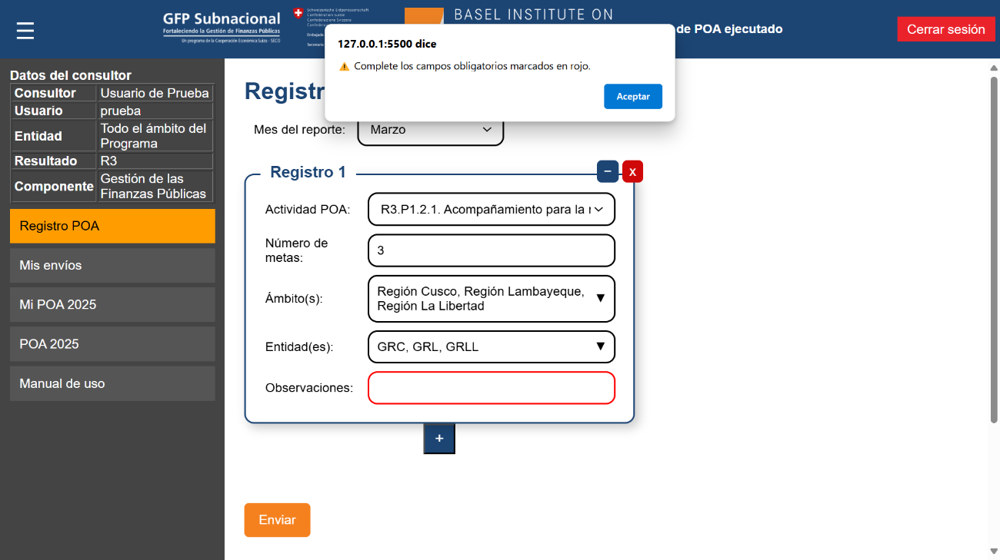 GFP Subnacional
Fortaleciendo la Gestión de Finanzas Públicas
Un programa de la Cooperación Económica Suiza - SECO
Schweizerische Eidgenossenschaft
Confédération suisse
Confederazione Svizzera
Confederaziun svizra
BASEL INSTITUTE ON
de POA ejecutado
Cerrar sesión
127.0.0.1:5500 dice
⚠ Complete los campos obligatorios marcados en rojo.
Aceptar
Datos del consultor
Consultor Usuario de Prueba
Usuario prueba
Entidad Todo el ámbito del
Programa
Resultado R3
Componente Gestión de las
Finanzas Públicas
Registro POA
Mis envíos
Mi POA 2025
POA 2025
Manual de uso
Registr
Mes del reporte: Marzo
Registro 1
−
X
Actividad POA: R3.P1.2.1. Acompañamiento para la r
Número de
metas:
3
Ámbito(s):
Región Cusco, Región Lambayeque,
Región La Libertad
▼
Entidad(es): GRC, GRL, GRLL ▼
Observaciones:
+
Enviar